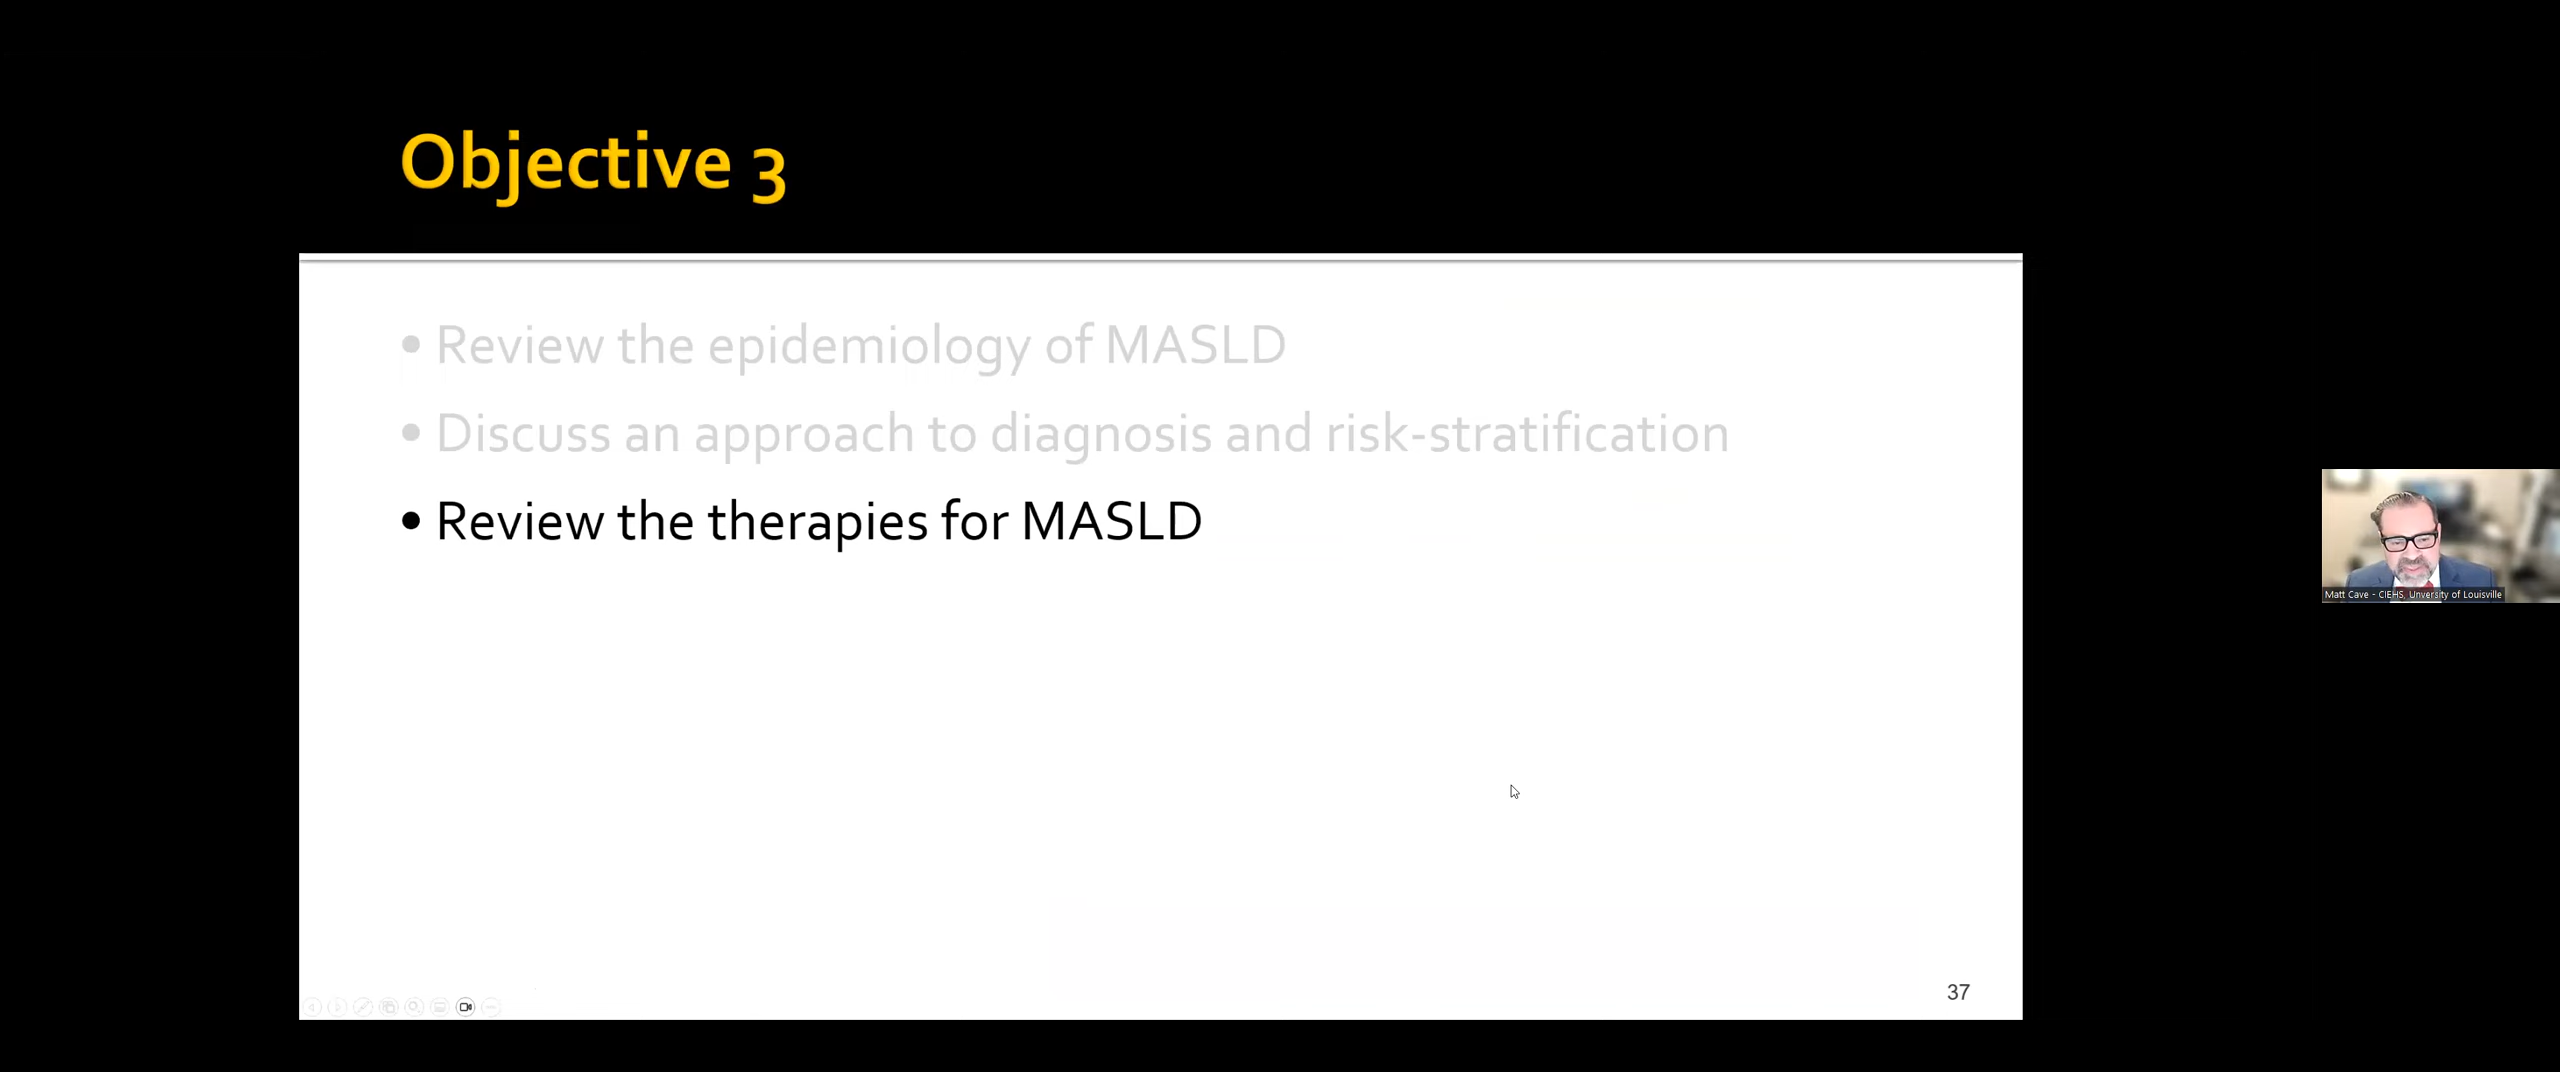 Objective 3
• Review the epidemiology of MASLD
• Discuss an approach to diagnosis and risk-stratification
• Review the therapies for MASLD
Matt Cave - CIEHS, Unversity of Louisville
37